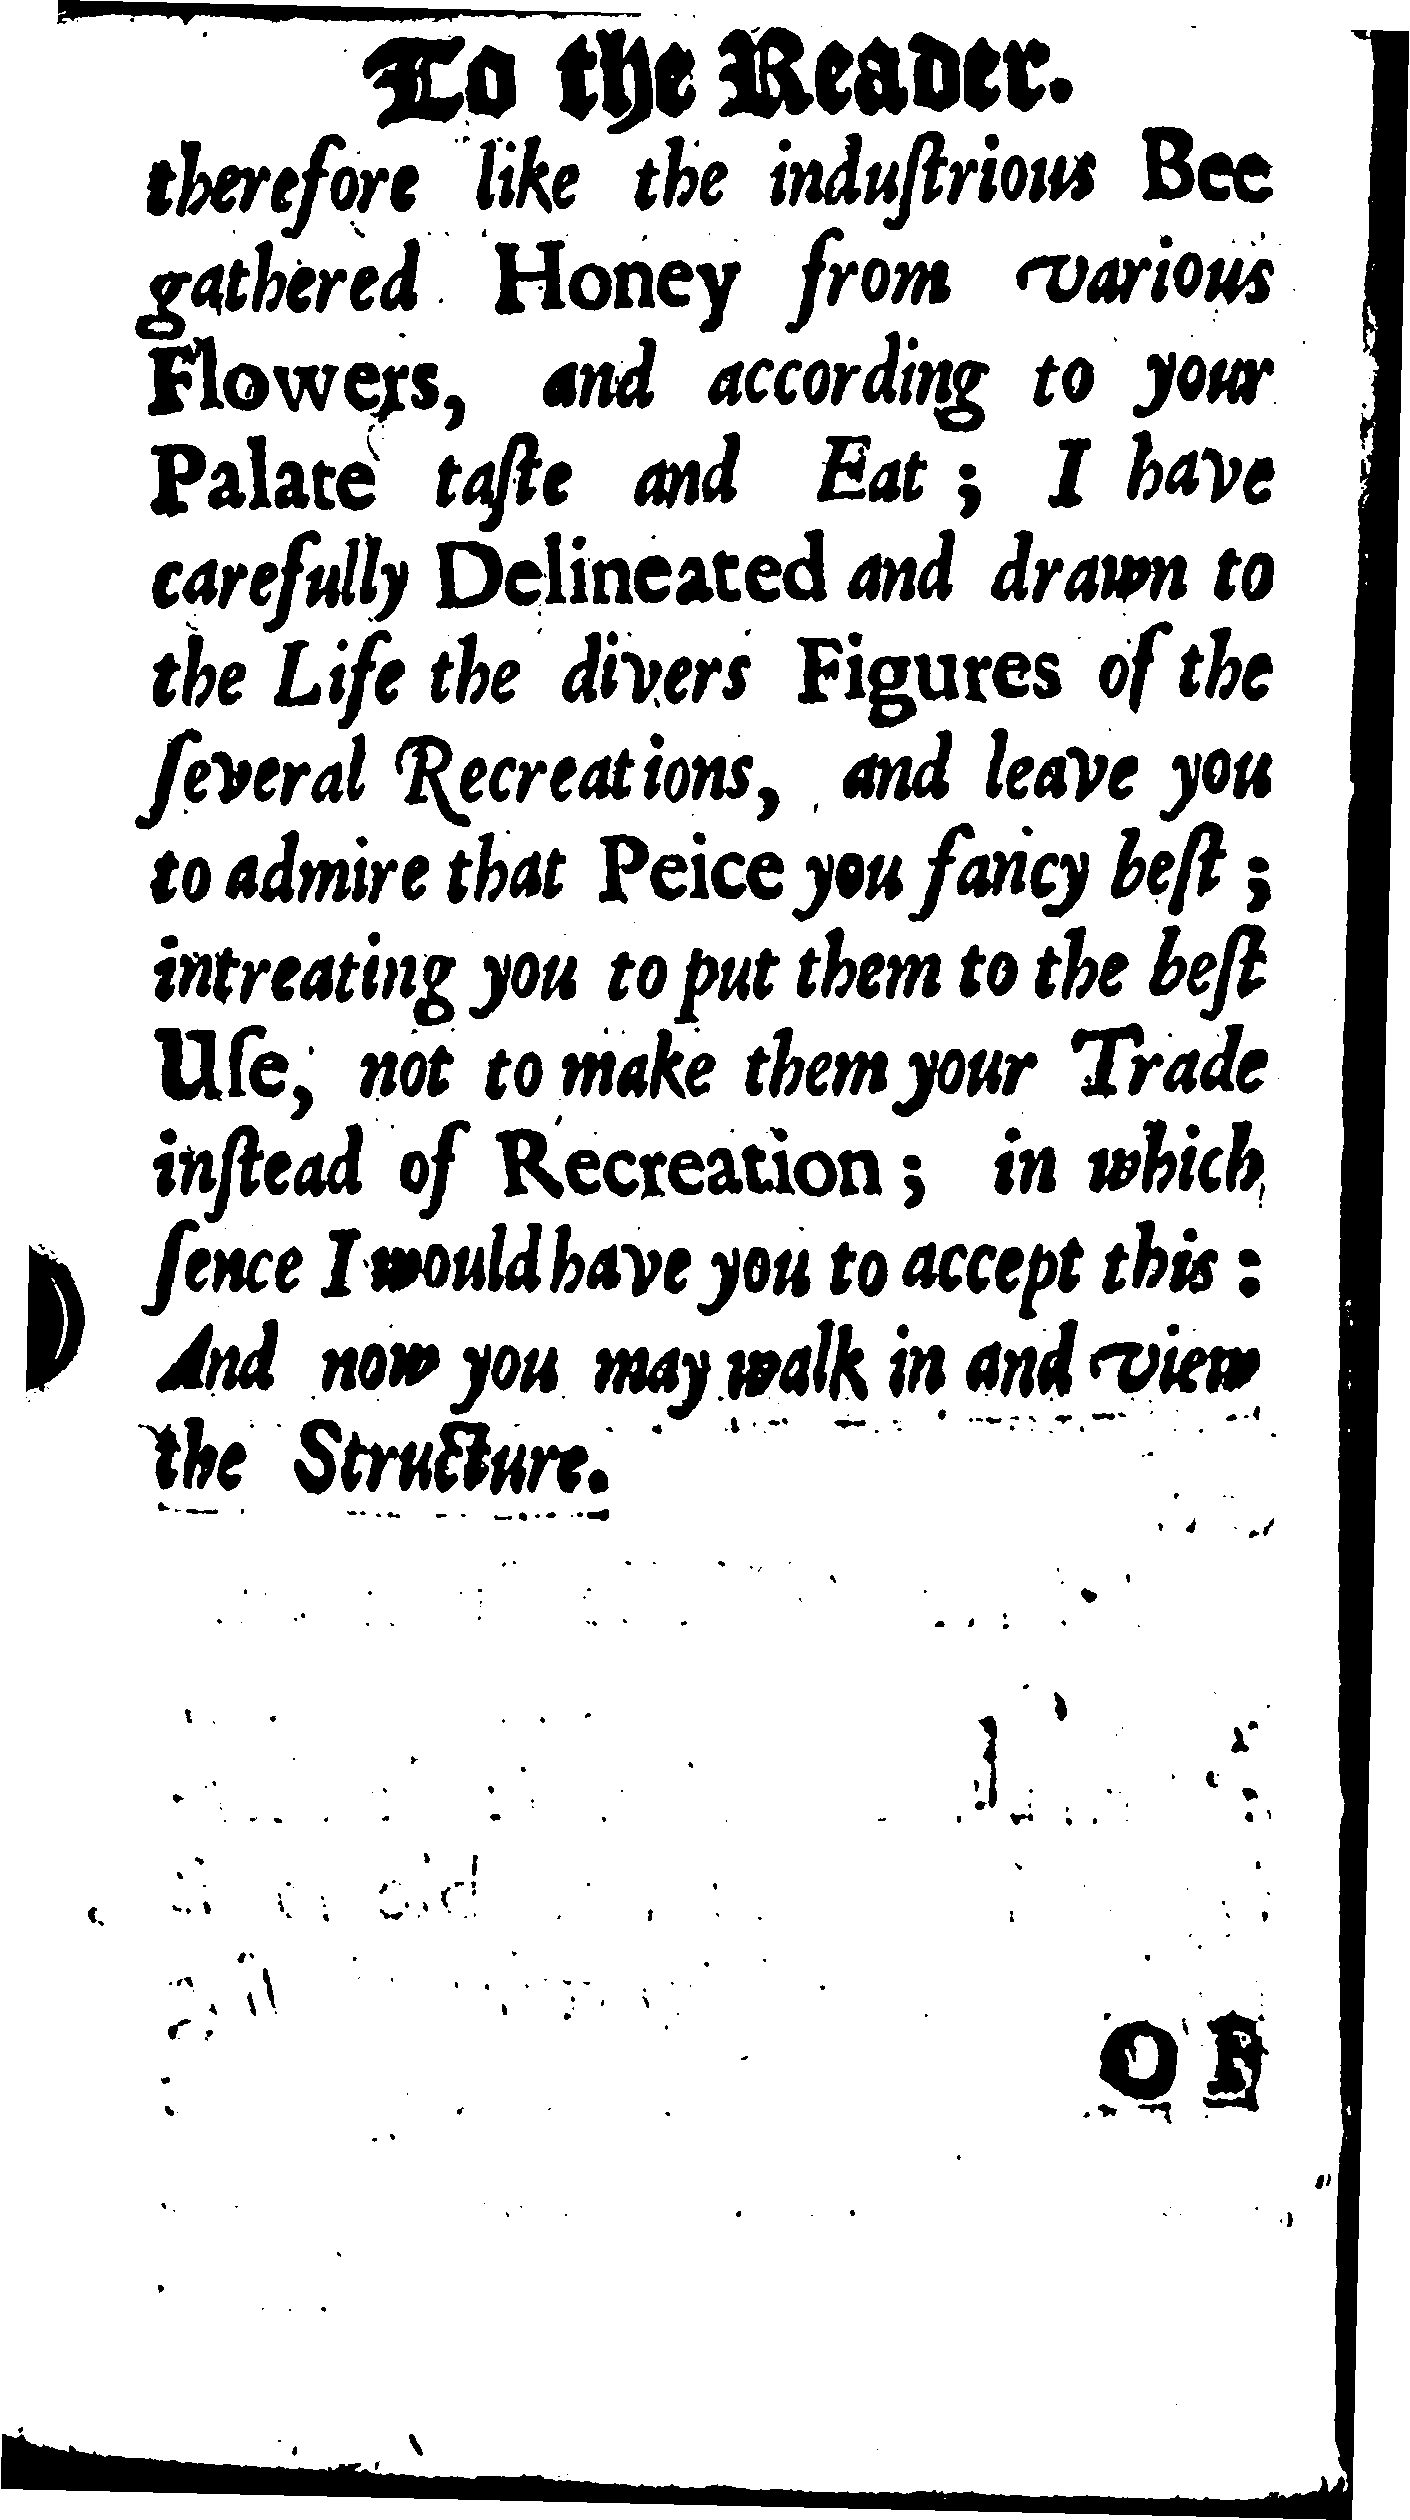 To the Reader.
therefore like the induſtrious Bee
gathered Honey from various
Flowers, and according to your
Palate taſte and Eat; I have
carefully Delineated and drawn to
the Life the divers Figures of the
ſeveral Recreations, and leave you
to admire that Peice you fancy beſt;
intreating you to put them to the beſt
Uſe, not to make them your Trade
inſtead of Recreation; in which
ſence I would have you to accept this:
And now you may walk in and view
the Structure.
OF